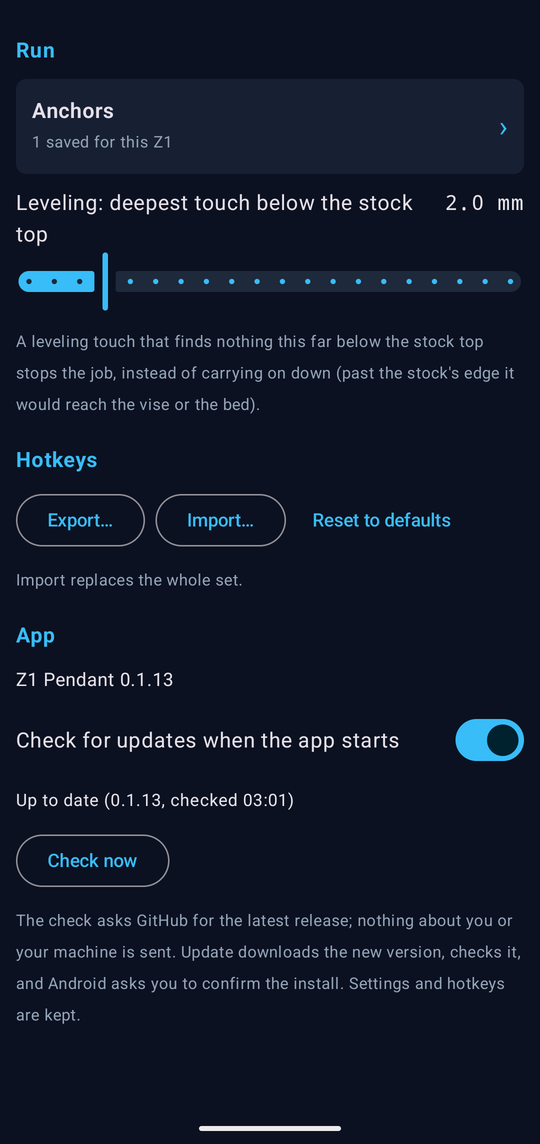 Run
Anchors
1 saved for this Z1
›
Leveling: deepest touch below the stock top
2.0 mm
A leveling touch that finds nothing this far below the stock top
stops the job, instead of carrying on down (past the stock's edge it
would reach the vise or the bed).
Hotkeys
Export…
Import…
Reset to defaults
Import replaces the whole set.
App
Z1 Pendant 0.1.13
Check for updates when the app starts
Up to date (0.1.13, checked 03:01)
Check now
The check asks GitHub for the latest release; nothing about you or
your machine is sent. Update downloads the new version, checks it,
and Android asks you to confirm the install. Settings and hotkeys
are kept.